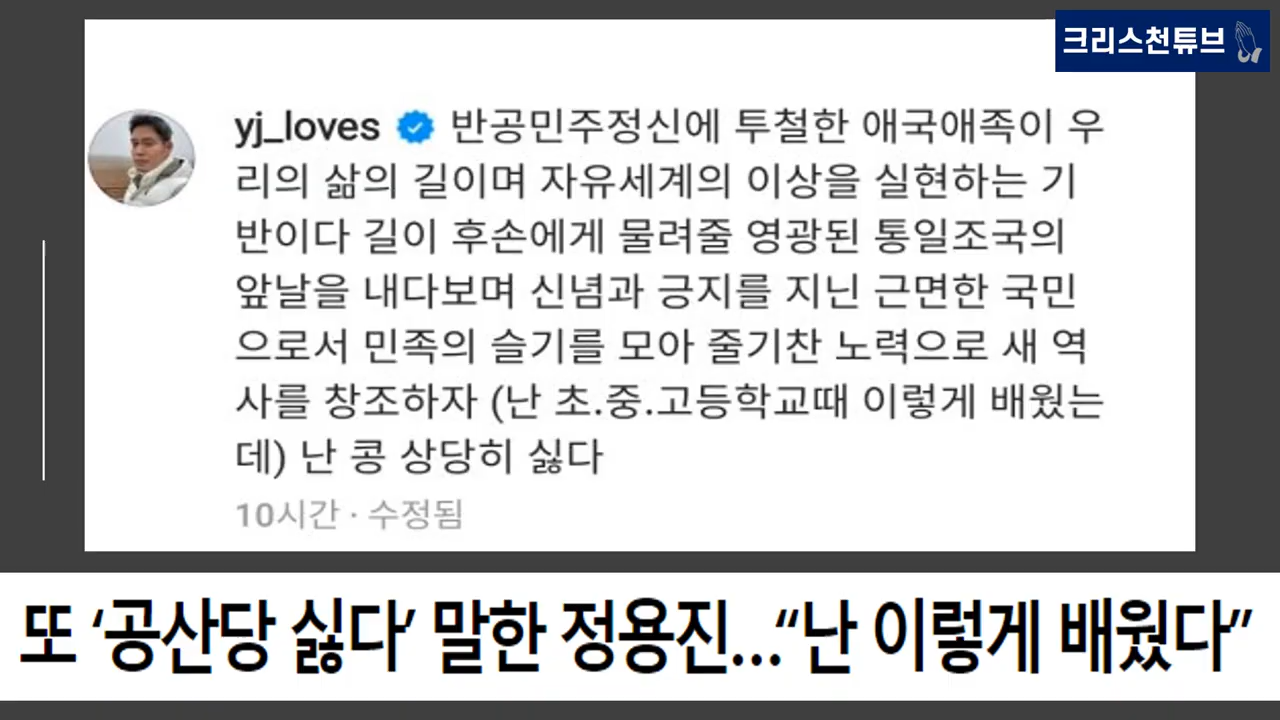 크리스천튜브
yj_loves 반공민주정신에 투철한 애국애족이 우
리의 삶의 길이며 자유세계의 이상을 실현하는 기
반이다 길이 후손에게 물려줄 영광된 통일조국의
앞날을 내다보며 신념과 긍지를 지닌 근면한 국민
으로서 민족의 슬기를 모아 줄기찬 노력으로 새 역
사를 창조하자 (난 초.중.고등학교때 이렇게 배웠는
데) 난 콩 상당히 싫다
10시간 · 수정됨
또 ‘공산당 싫다’ 말한 정용진...“난 이렇게 배웠다”